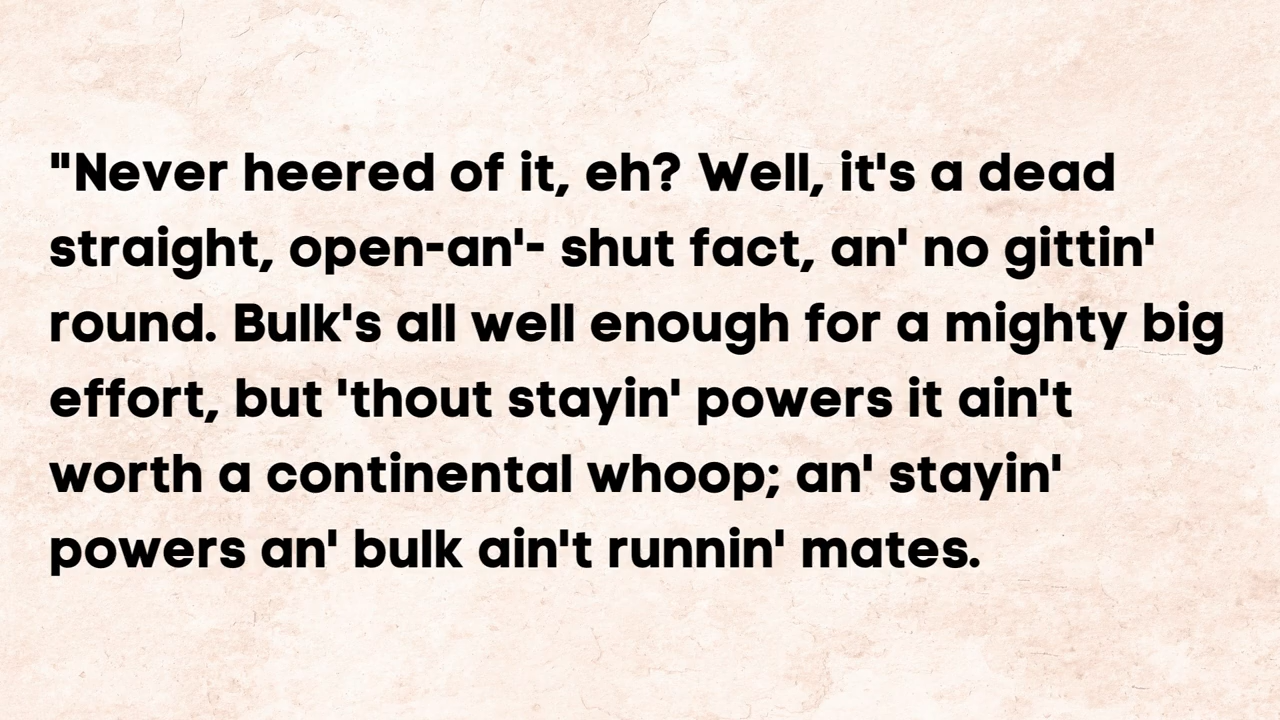 "Never heered of it, eh? Well, it's a dead
straight, open-an'- shut fact, an' no gittin'
round. Bulk's all well enough for a mighty big
effort, but 'thout stayin' powers it ain't
worth a continental whoop; an' stayin'
powers an' bulk ain't runnin' mates.